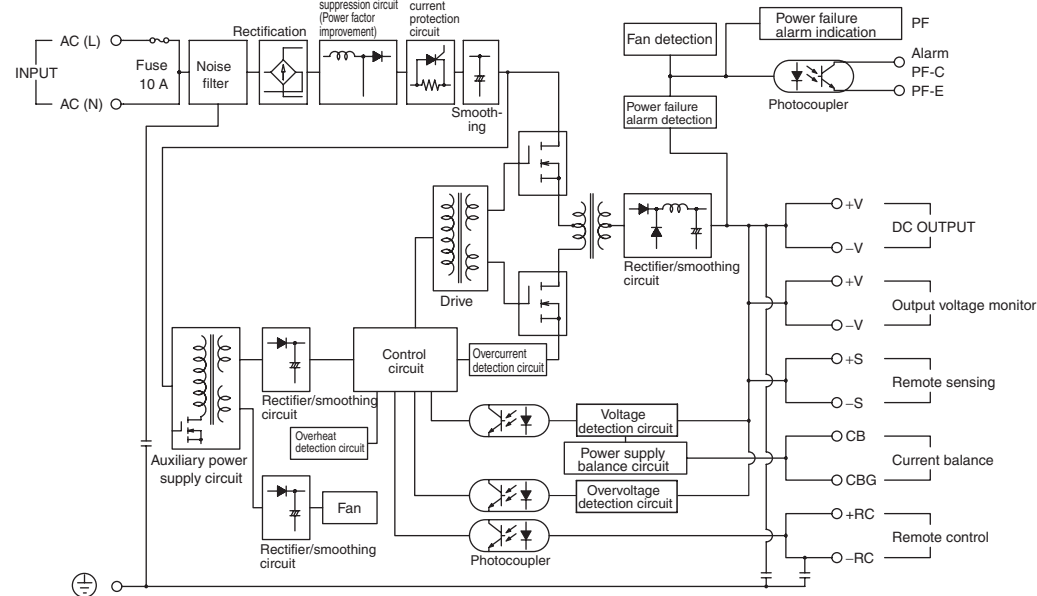 suppression circuit
(Power factor
improvement)
current
protection
circuit
Rectification
AC (L)
INPUT
AC (N)
Fuse
10 A
Noise
filter
Smooth-
ing
Fan detection
Power failure
alarm indication
PF
Alarm
PF-C
PF-E
Photocoupler
Power failure
alarm detection
Drive
Rectifier/smoothing
circuit
+V
DC OUTPUT
−V
+V
Output voltage monitor
−V
+S
Remote sensing
−S
CB
Current balance
CBG
+RC
Remote control
−RC
Control
circuit
Overcurrent
detection circuit
Rectifier/smoothing
circuit
Overheat
detection circuit
Auxiliary power
supply circuit
Voltage
detection circuit
Power supply
balance circuit
Overvoltage
detection circuit
Fan
Rectifier/smoothing
circuit
Photocoupler